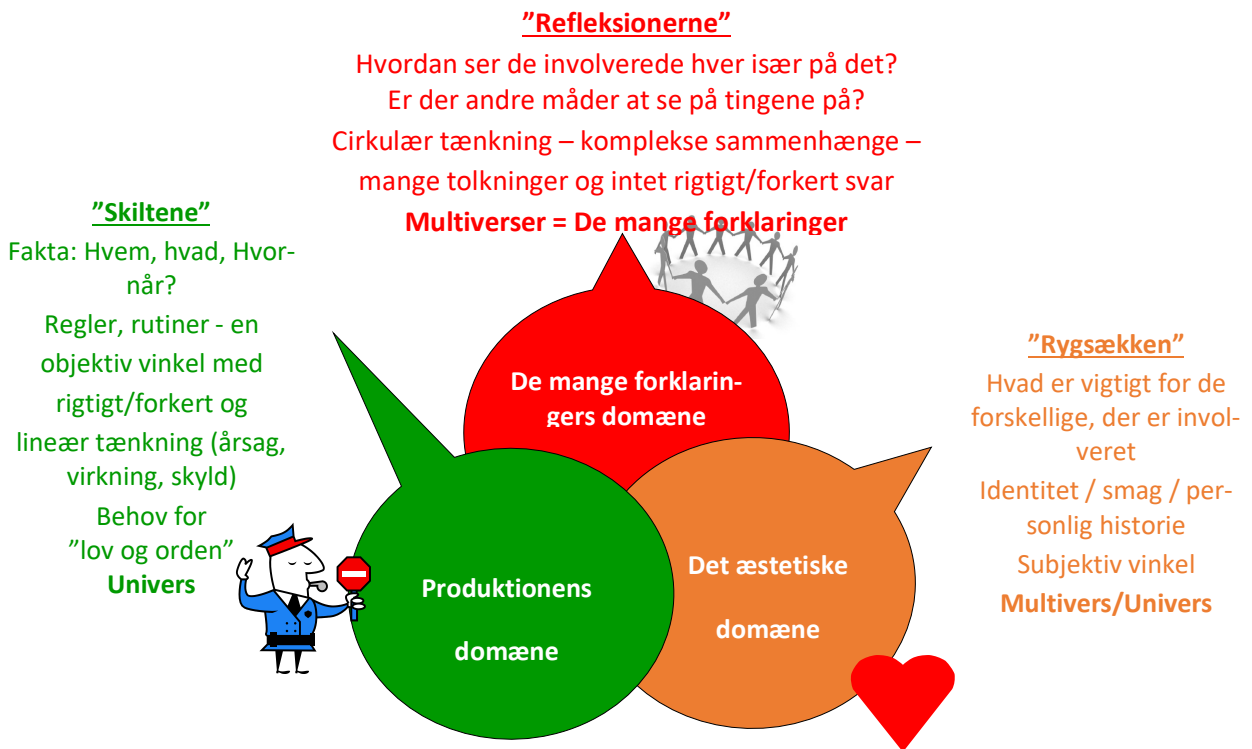 ”Refleksionerne”
Hvordan ser de involverede hver især på det?
Er der andre måder at se på tingene på?
Cirkulær tænkning – komplekse sammenhænge –
mange tolkninger og intet rigtigt/forkert svar
Multiverser = De mange forklaringer
”Skiltene”
Fakta: Hvem, hvad, Hvor-
når?
Regler, rutiner - en
objektiv vinkel med
rigtigt/forkert og
lineær tænkning (årsag,
virkning, skyld)
Behov for
”lov og orden”
Univers
”Rygsækken”
Hvad er vigtigt for de
forskellige, der er invol-
veret
Identitet / smag / per-
sonlig historie
Subjektiv vinkel
Multivers/Univers
De mange forklarin-
gers domæne
Produktionens
domæne
Det æstetiske
domæne